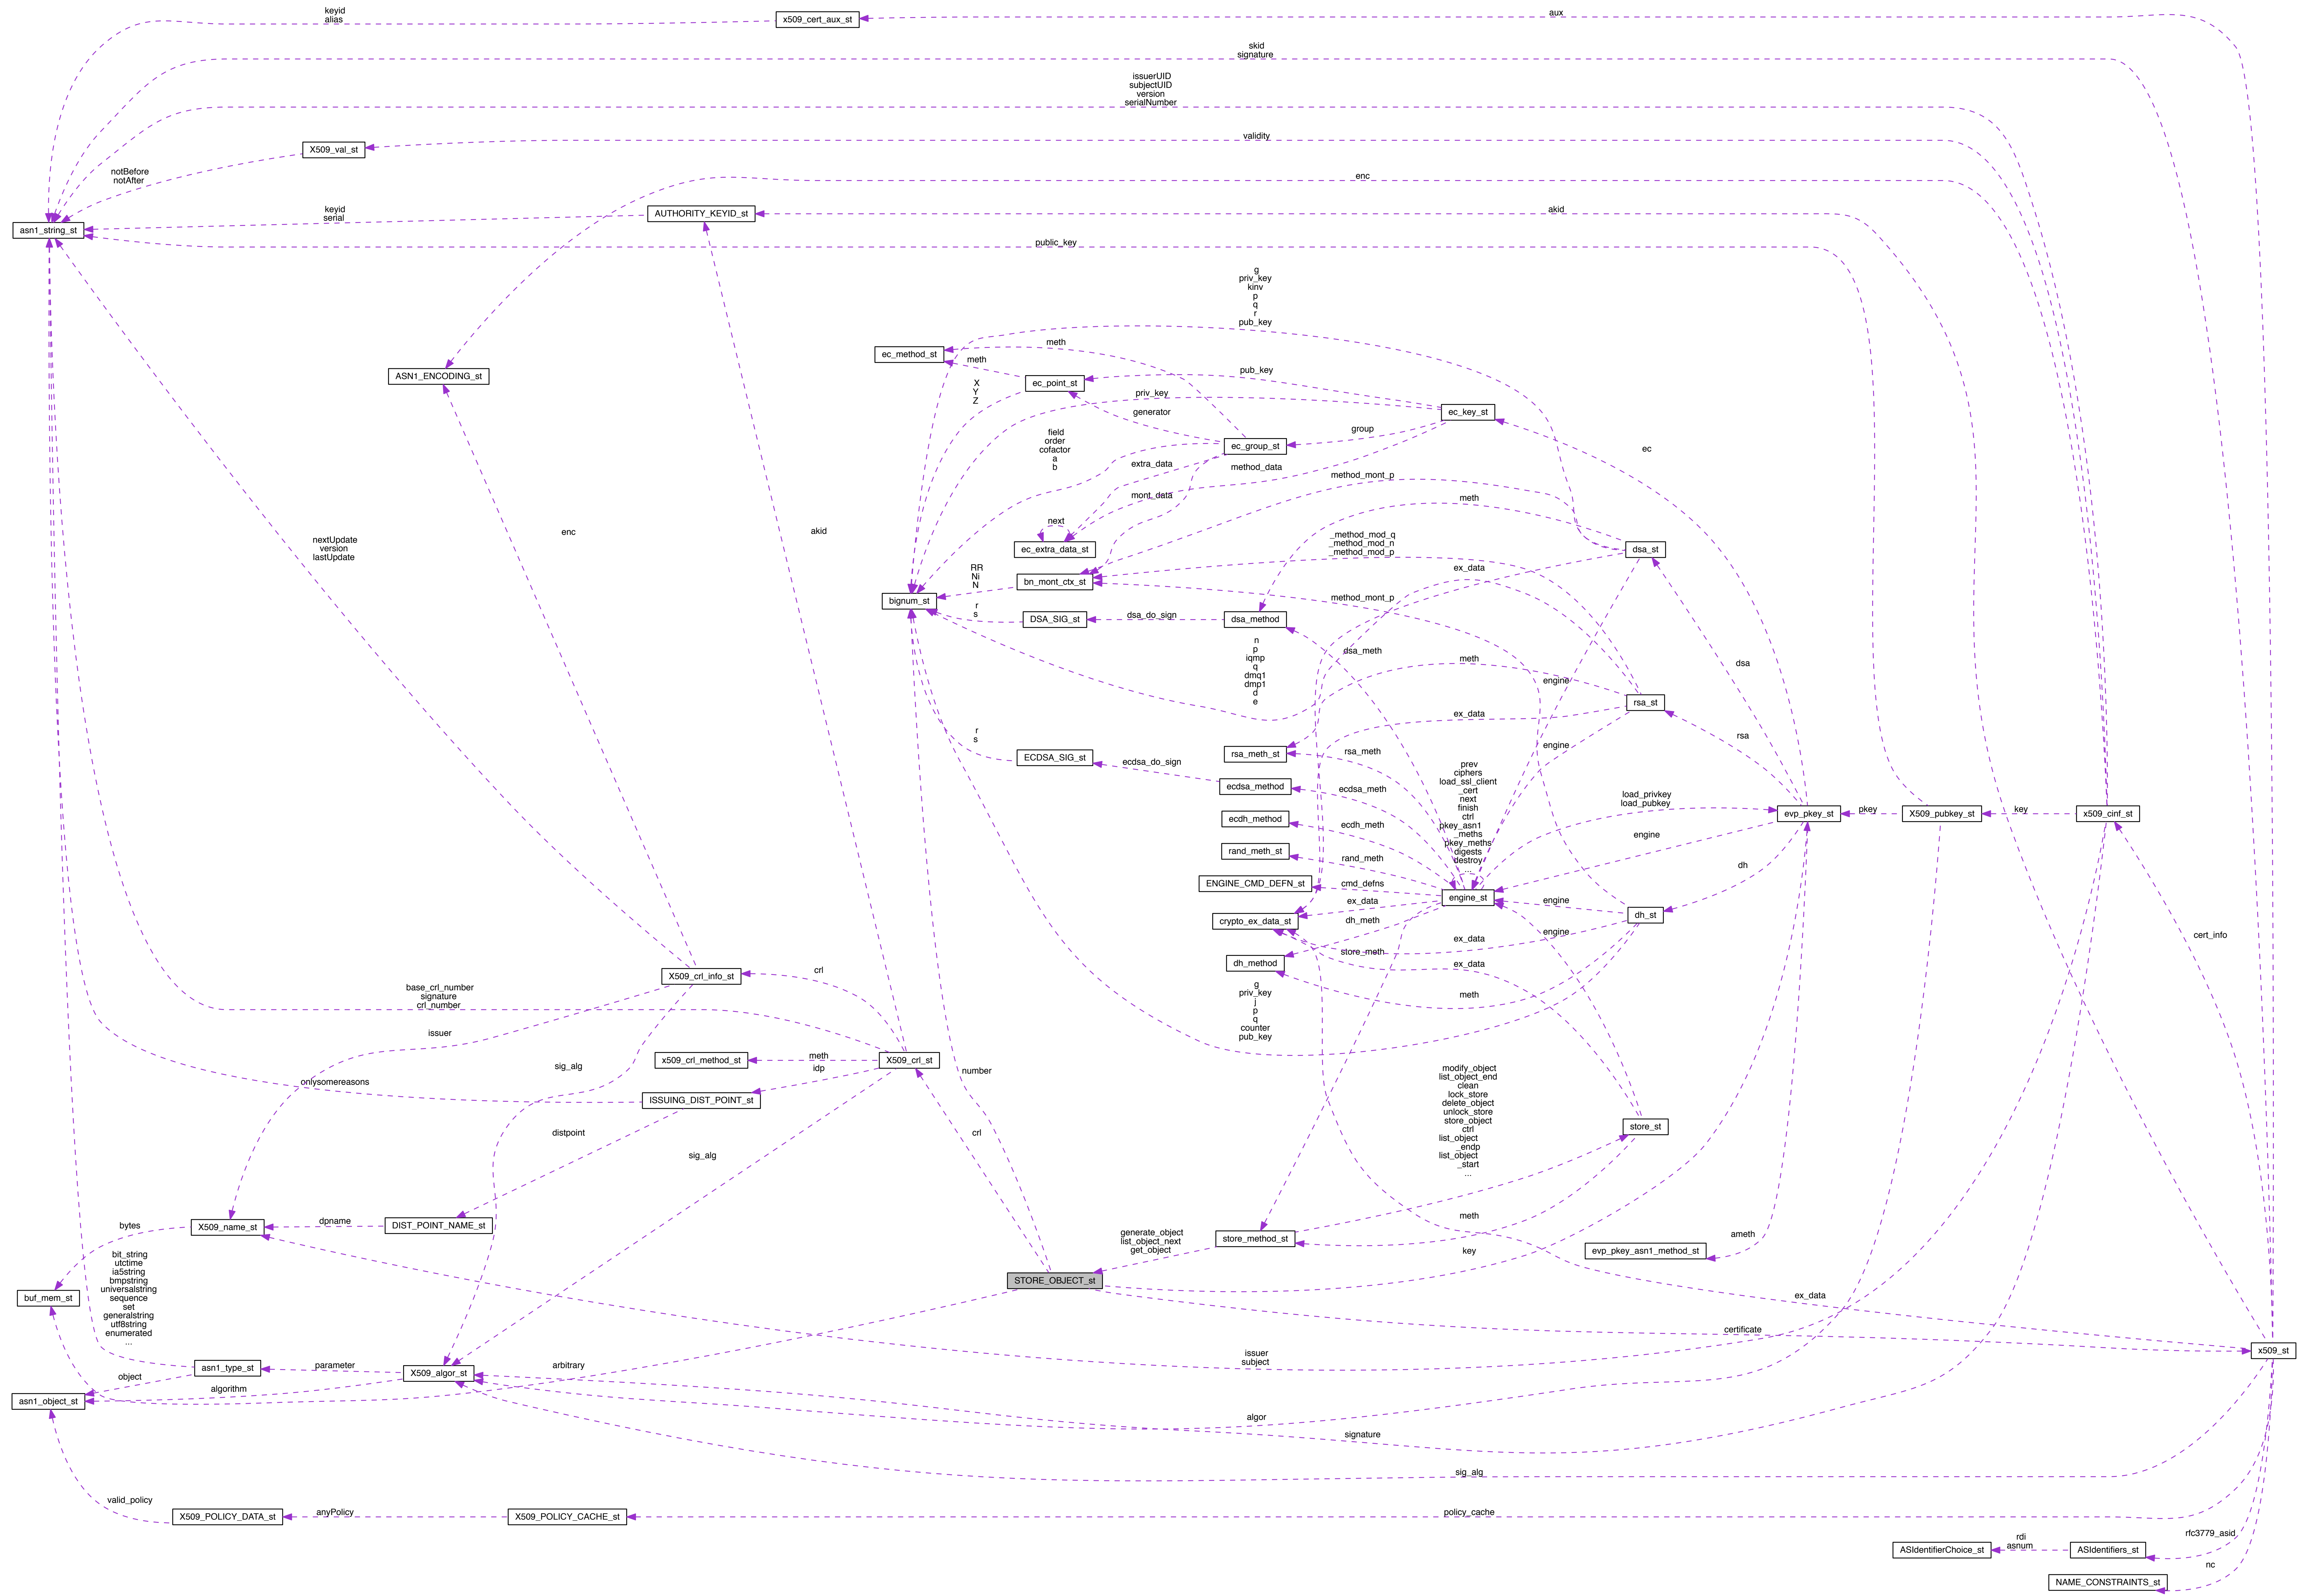 keyid
alias
x509_cert_aux_st
aux
skid
signature
issuerUID
subjectUID
version
serialNumber
validity
X509_val_st
notBefore
notAfter
enc
keyid
serial
AUTHORITY_KEYID_st
akid
asn1_string_st
public_key
g
priv_key
kinv
p
q
r
pub_key
ec_method_st
meth
meth
ASN1_ENCODING_st
ec_point_st
pub_key
X
Y
Z
priv_key
generator
ec_key_st
group
field
order
cofactor
a
b
ec_group_st
ec
extra_data
method_data
method_mont_p
mont_data
meth
next
nextUpdate
version
lastUpdate
enc
akid
_method_mod_q
_method_mod_n
_method_mod_p
ec_extra_data_st
dsa_st
RR
Ni
N
bn_mont_ctx_st
ex_data
bignum_st
method_mont_p
r
s
DSA_SIG_st
dsa_do_sign
dsa_method
n
p
iqmp
q
dmq1
dmp1
d
e
dsa_meth
meth
dsa
engine
rsa_st
ex_data
r
s
ECDSA_SIG_st
rsa_meth_st
rsa_meth
engine
rsa
ecdsa_do_sign
ecdsa_method
ecdsa_meth
prev
ciphers
load_ssl_client
_cert
next
finish
ctrl
pkey_asn1
_meths
pkey_meths
digests
destroy
...
load_privkey
load_pubkey
ecdh_method
ecdh_meth
evp_pkey_st
pkey
X509_pubkey_st
key
x509_cinf_st
engine
rand_meth_st
rand_meth
dh
ENGINE_CMD_DEFN_st
cmd_defns
engine_st
ex_data
engine
dh_st
crypto_ex_data_st
dh_meth
engine
cert_info
ex_data
store_meth
dh_method
ex_data
X509_crl_info_st
crl
base_crl_number
signature
crl_number
g
priv_key
j
p
q
counter
pub_key
meth
issuer
x509_crl_method_st
meth
X509_crl_st
sig_alg
idp
number
onlysomereasons
ISSUING_DIST_POINT_st
modify_object
list_object_end
clean
lock_store
delete_object
unlock_store
store_object
ctrl
list_object
_endp
list_object
_start
...
store_st
distpoint
crl
sig_alg
bytes
X509_name_st
dpname
DIST_POINT_NAME_st
generate_object
list_object_next
get_object
store_method_st
meth
ameth
key
evp_pkey_asn1_method_st
bit_string
utctime
ia5string
bmpstring
universalstring
sequence
set
generalstring
utf8string
enumerated
...
STORE_OBJECT_st
buf_mem_st
ex_data
certificate
issuer
subject
x509_st
asn1_type_st
parameter
X509_algor_st
arbitrary
object
algorithm
asn1_object_st
algor
signature
sig_alg
valid_policy
X509_POLICY_DATA_st
anyPolicy
X509_POLICY_CACHE_st
policy_cache
rfc3779_asid
rdi
asnum
ASIdentifierChoice_st
ASIdentifiers_st
nc
NAME_CONSTRAINTS_st